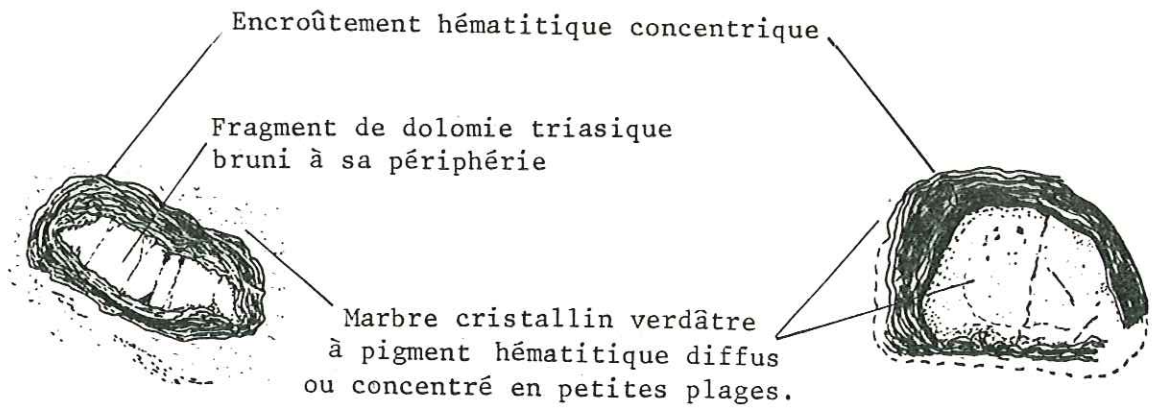 Encroûtement hématitique concentrique
Fragment de dolomie triasique
bruni à sa périphérie
Marbre cristallin verdâtre
à pigment hématitique diffus
ou concentré en petites plages.